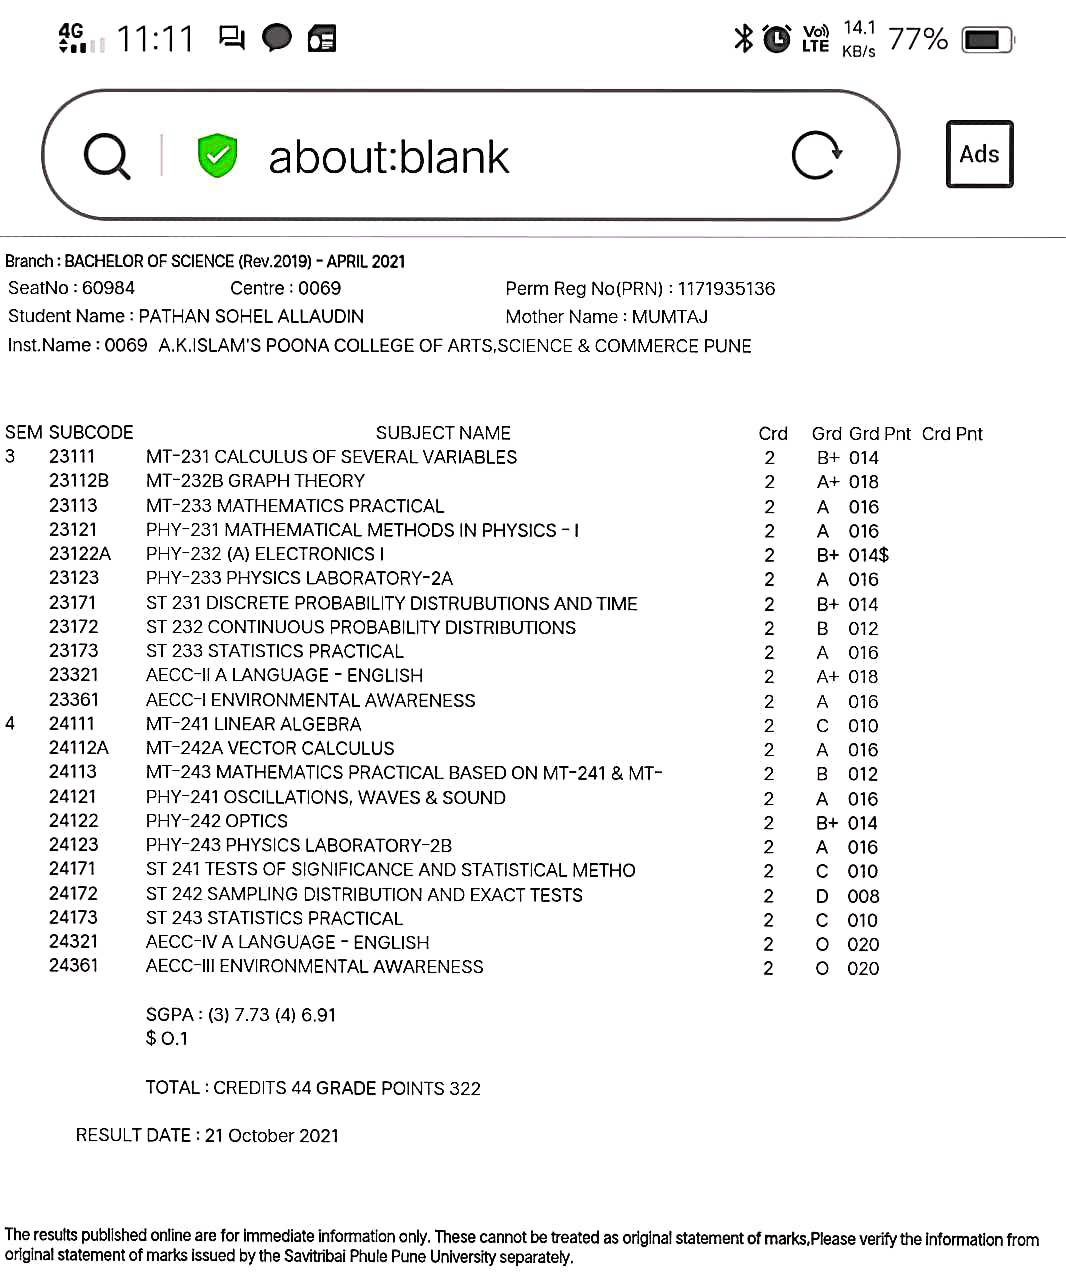 4G 11:11 Vo)) LTE 14.1 KB/s 77%
about:blank Ads
Branch : BACHELOR OF SCIENCE (Rev.2019) - APRIL 2021
SeatNo : 60984 Centre : 0069 Perm Reg No(PRN) : 1171935136
Student Name : PATHAN SOHEL ALLAUDIN Mother Name : MUMTAJ
Inst.Name : 0069 A.K.ISLAM'S POONA COLLEGE OF ARTS,SCIENCE & COMMERCE PUNE
SEM SUBCODE SUBJECT NAME Crd Grd Grd Pnt Crd Pnt
3 23111 MT-231 CALCULUS OF SEVERAL VARIABLES 2 B+ 014
23112B MT-232B GRAPH THEORY 2 A+ 018
23113 MT-233 MATHEMATICS PRACTICAL 2 A 016
23121 PHY-231 MATHEMATICAL METHODS IN PHYSICS - I 2 A 016
23122A PHY-232 (A) ELECTRONICS I 2 B+ 014$
23123 PHY-233 PHYSICS LABORATORY-2A 2 A 016
23171 ST 231 DISCRETE PROBABILITY DISTRUBUTIONS AND TIME 2 B+ 014
23172 ST 232 CONTINUOUS PROBABILITY DISTRIBUTIONS 2 B 012
23173 ST 233 STATISTICS PRACTICAL 2 A 016
23321 AECC-II A LANGUAGE - ENGLISH 2 A+ 018
23361 AECC-I ENVIRONMENTAL AWARENESS 2 A 016
4 24111 MT-241 LINEAR ALGEBRA 2 C 010
24112A MT-242A VECTOR CALCULUS 2 A 016
24113 MT-243 MATHEMATICS PRACTICAL BASED ON MT-241 & MT- 2 B 012
24121 PHY-241 OSCILLATIONS, WAVES & SOUND 2 A 016
24122 PHY-242 OPTICS 2 B+ 014
24123 PHY-243 PHYSICS LABORATORY-2B 2 A 016
24171 ST 241 TESTS OF SIGNIFICANCE AND STATISTICAL METHO 2 C 010
24172 ST 242 SAMPLING DISTRIBUTION AND EXACT TESTS 2 D 008
24173 ST 243 STATISTICS PRACTICAL 2 C 010
24321 AECC-IV A LANGUAGE - ENGLISH 2 O 020
24361 AECC-III ENVIRONMENTAL AWARENESS 2 O 020
SGPA : (3) 7.73 (4) 6.91
$ O.1
TOTAL : CREDITS 44 GRADE POINTS 322
RESULT DATE : 21 October 2021
The results published online are for immediate information only. These cannot be treated as original statement of marks,Please verify the information from
original statement of marks issued by the Savitribai Phule Pune University separately.